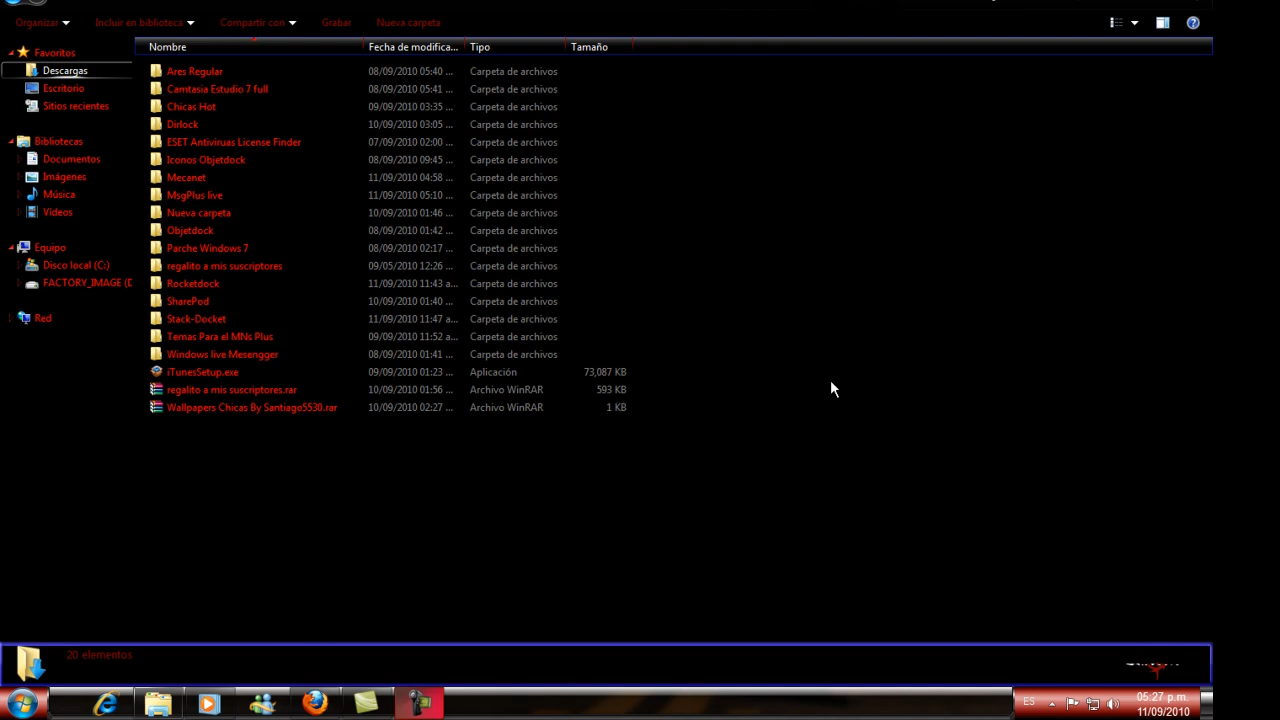 Organizar Incluir en biblioteca Compartir con Grabar Nueva carpeta
Nombre Fecha de modifica... Tipo Tamaño
Favoritos
Descargas
Escritorio
Sitios recientes
Bibliotecas
Documentos
Imágenes
Música
Vídeos
Equipo
Disco local (C:)
FACTORY_IMAGE (D
Red
Ares Regular 08/09/2010 05:40 ... Carpeta de archivos
Camtasia Estudio 7 full 08/09/2010 05:41 ... Carpeta de archivos
Chicas Hot 09/09/2010 03:35 ... Carpeta de archivos
Dirlock 10/09/2010 03:05 ... Carpeta de archivos
ESET Antiviruas License Finder 07/09/2010 02:00 ... Carpeta de archivos
Iconos Objetdock 08/09/2010 09:45 ... Carpeta de archivos
Mecanet 11/09/2010 04:58 ... Carpeta de archivos
MsgPlus live 11/09/2010 05:10 ... Carpeta de archivos
Nueva carpeta 10/09/2010 01:46 ... Carpeta de archivos
Objetdock 08/09/2010 01:42 ... Carpeta de archivos
Parche Windows 7 08/09/2010 02:17 ... Carpeta de archivos
regalito a mis suscriptores 09/05/2010 12:26 ... Carpeta de archivos
Rocketdock 11/09/2010 11:43 a... Carpeta de archivos
SharePod 10/09/2010 01:40 ... Carpeta de archivos
Stack-Docket 11/09/2010 11:47 a... Carpeta de archivos
Temas Para el MNs Plus 09/09/2010 11:52 a... Carpeta de archivos
Windows live Mesengger 08/09/2010 01:41 ... Carpeta de archivos
iTunesSetup.exe 09/09/2010 01:23 ... Aplicación 73,087 KB
regalito a mis suscriptores.rar 10/09/2010 01:56 ... Archivo WinRAR 593 KB
Wallpapers Chicas By Santiago5530.rar 10/09/2010 02:27 ... Archivo WinRAR 1 KB
20 elementos
ES
05:27 p.m.
11/09/2010